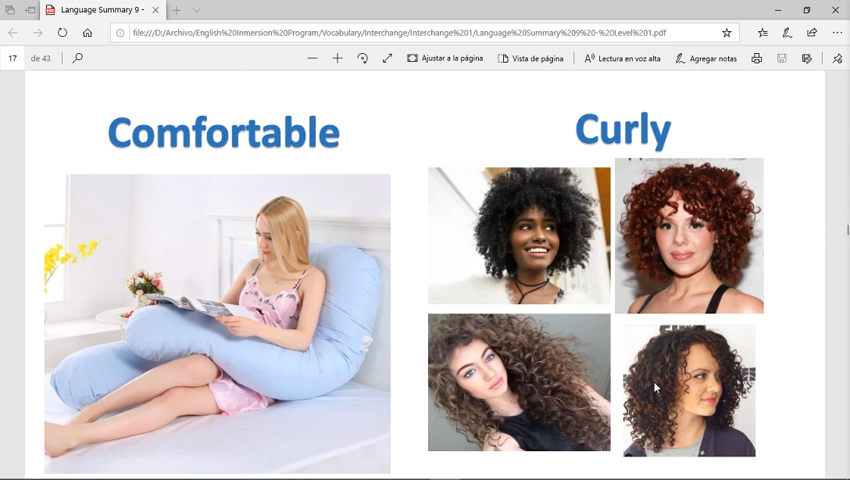 Language Summary 9 -
file:///D:/Archivo/English%20Inmersion%20Program/Vocabulary/Interchange/Interchange%201/Language%20Summary%209%20-%20Level%201.pdf
17 de 43 Ajustar a la página Vista de página Lectura en voz alta Agregar notas
Comfortable
Curly